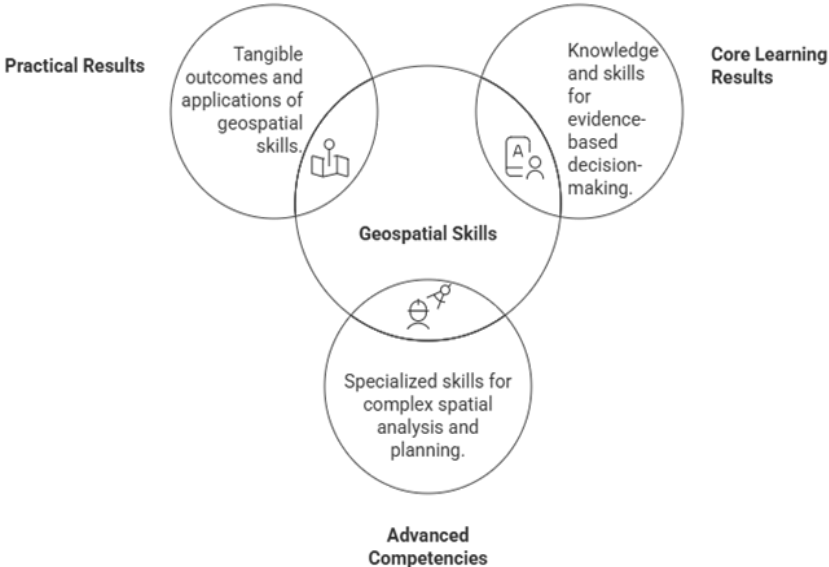 Practical Results
Tangible
outcomes and
applications of
geospatial
skills.
Knowledge
and skills
for
evidence-
based
decision-
making.
Core Learning
Results
A
Geospatial Skills
Specialized skills for
complex spatial
analysis and
planning.
Advanced
Competencies